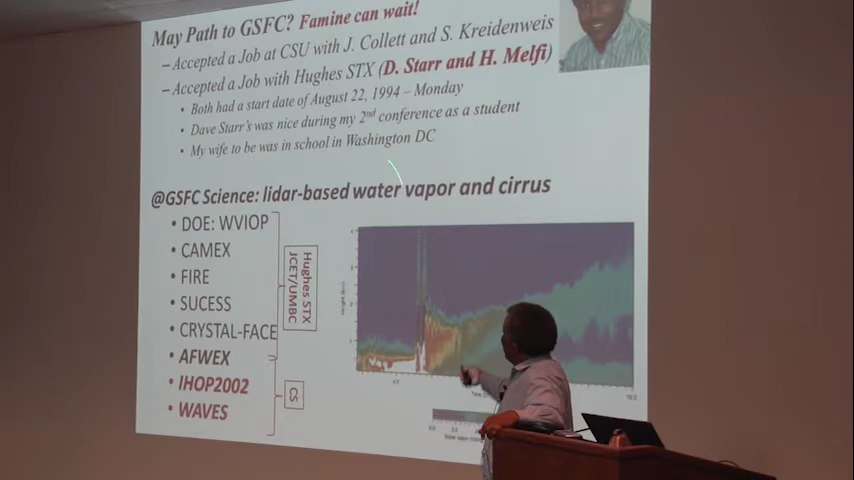 May Path to GSFC? Famine can wait!
–Accepted a Job at CSU with J. Collett and S. Kreidenweis
–Accepted a Job with Hughes STX (D. Starr and H. Melfi)
• Both had a start date of August 22, 1994 – Monday
• Dave Starr's was nice during my 2nd conference as a student
• My wife to be was in school in Washington DC
@GSFC Science: lidar-based water vapor and cirrus
• DOE: WVIOP
• CAMEX
• FIRE
• SUCESS
• CRYSTAL-FACE
• AFWEX
• IHOP2002
• WAVES
Hughes STX
JCET/UMBC
CS